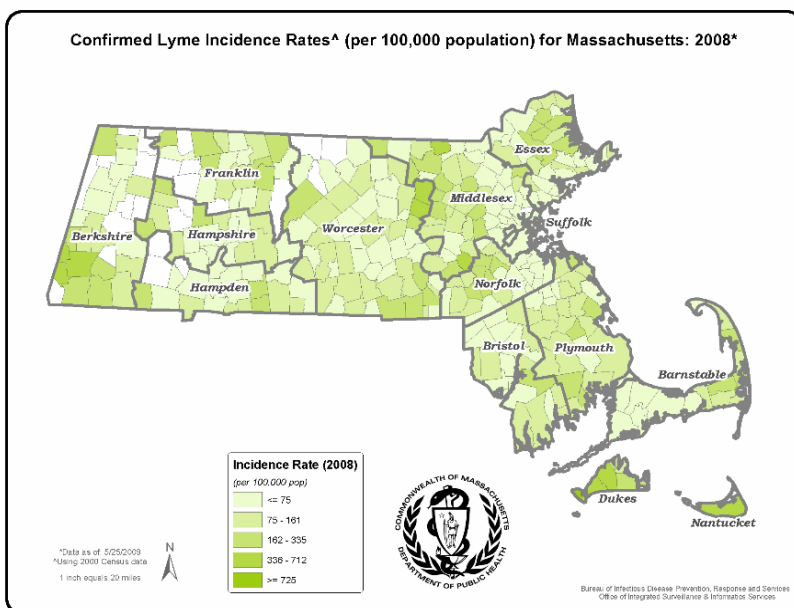 Confirmed Lyme Incidence Rates^ (per 100,000 population) for Massachusetts: 2008*
Essex
Franklin
Middlesex
Suffolk
Berkshire
Hampshire
Worcester
Hampden
Norfolk
Bristol
Plymouth
Barnstable
Dukes
Nantucket
Incidence Rate (2008)
(per 100,000 pop)
<= 75
75 - 161
162 - 335
336 - 712
>= 725
COMMONWEALTH OF MASSACHUSETTS
DEPARTMENT OF PUBLIC HEALTH
*Data as of 5/25/2009
^Using 2000 Census data
1 inch equals 20 miles
N
Bureau of Infectious Disease Prevention, Response and Services
Office of Integrated Surveillance & Informatics Services